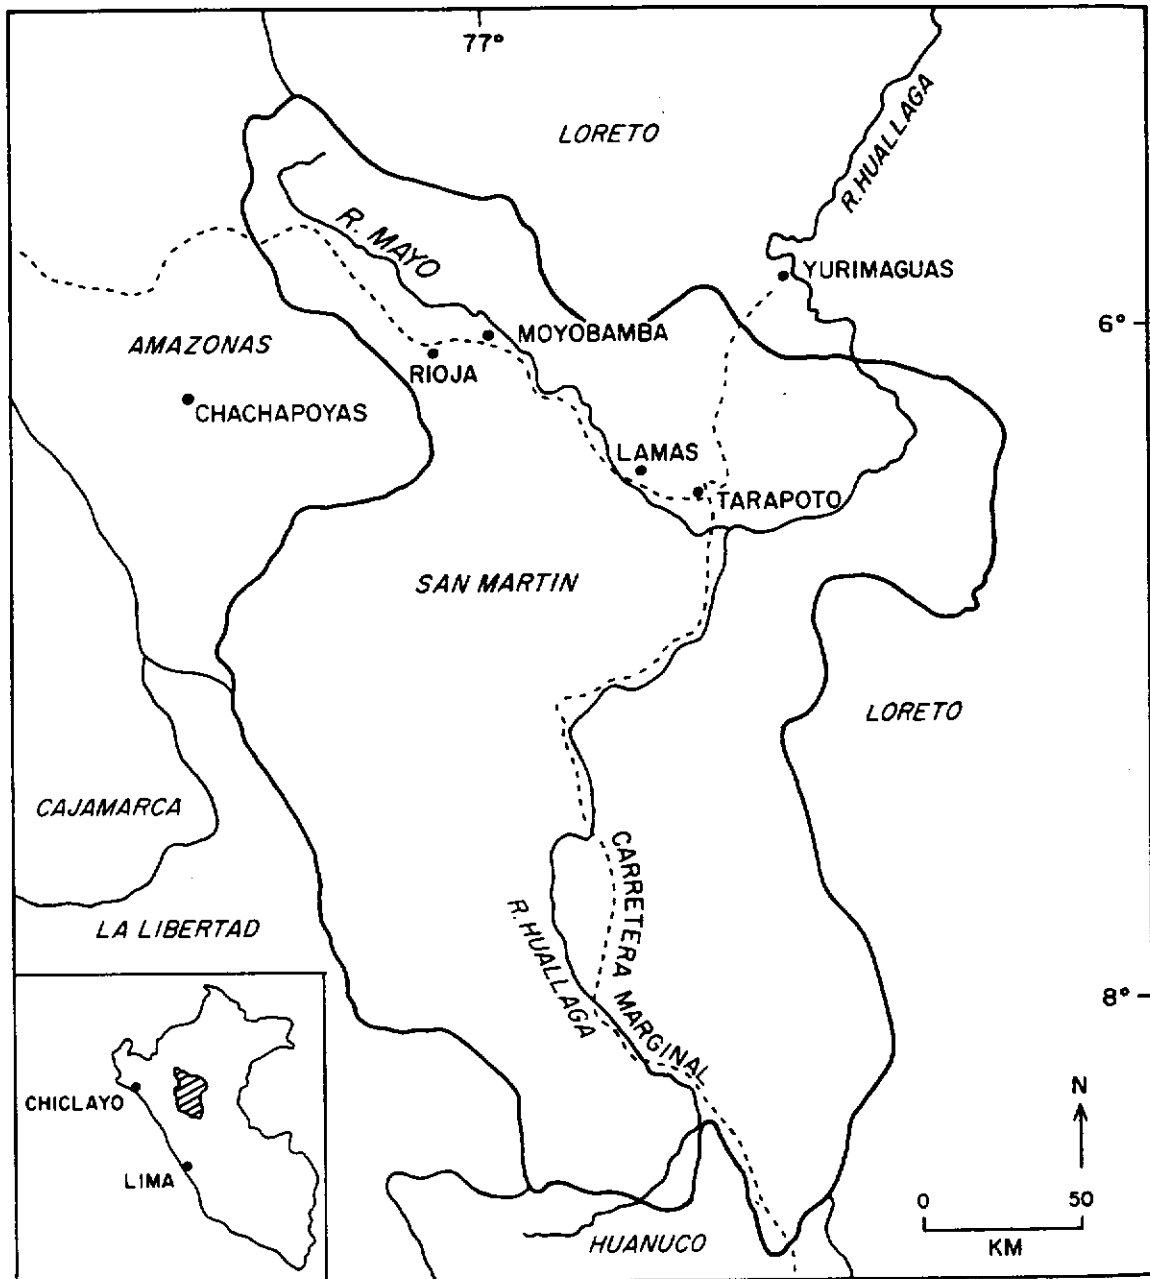 77°
LORETO
R. HUALLAGA
R. MAYO
YURIMAGUAS
6°
MOYOBAMBA
AMAZONAS
RIOJA
CHACHAPOYAS
LAMAS
TARAPOTO
SAN MARTIN
LORETO
CAJAMARCA
CARRETERA MARGINAL
R. HUALLAGA
LA LIBERTAD
8°
CHICLAYO
LIMA
N
0 50
KM
HUANUCO